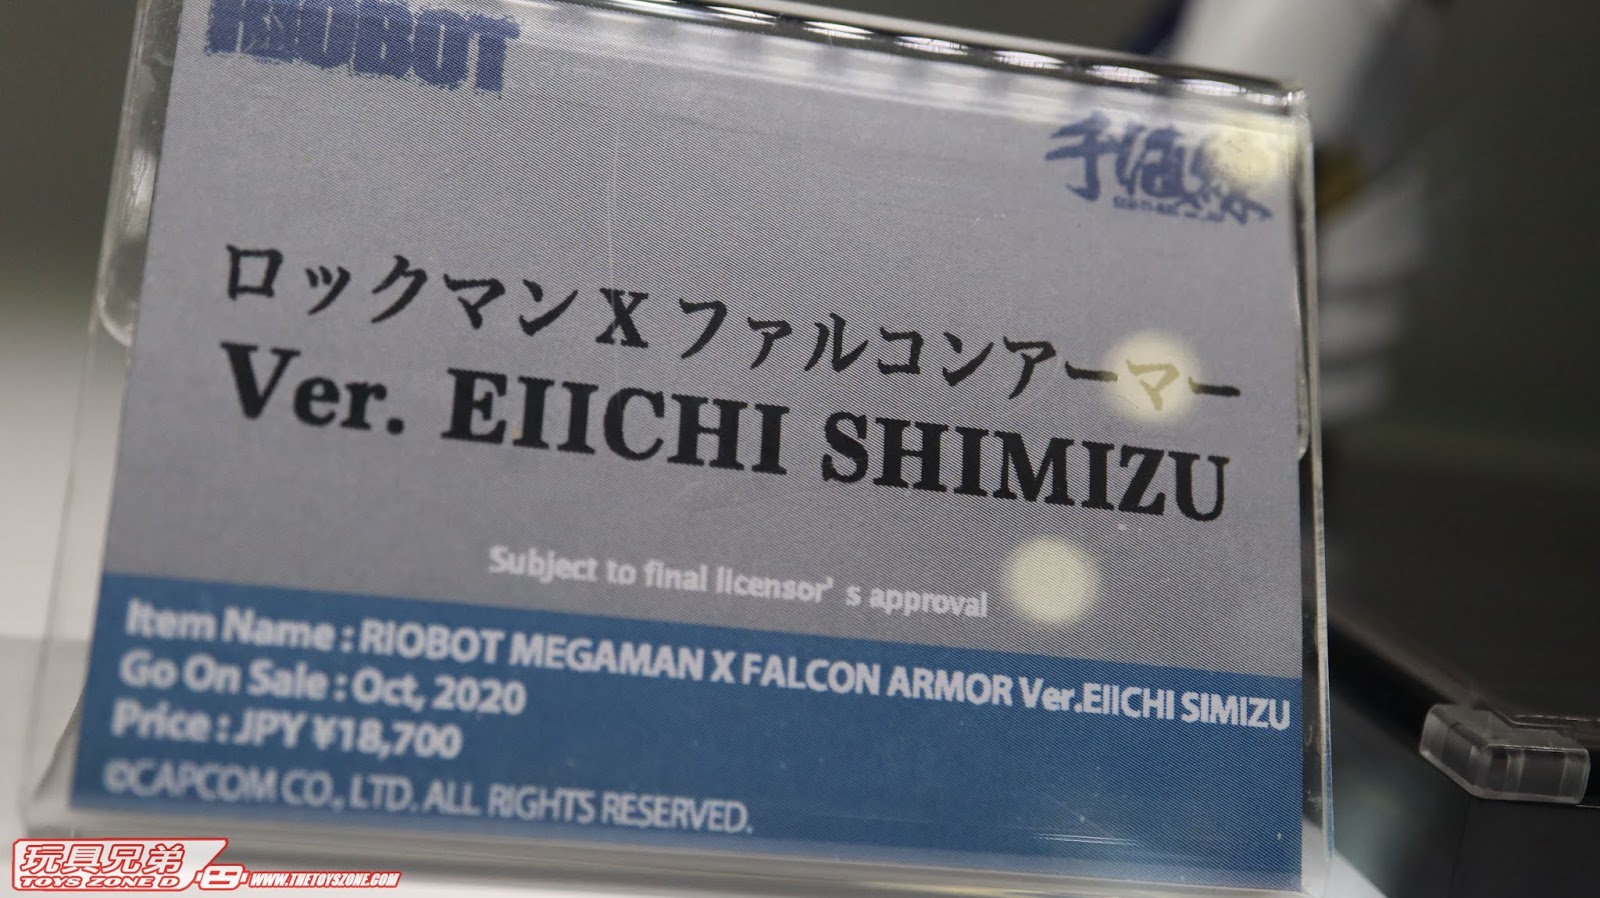 RIOBOT
ロックマンX ファルコンアーマー
Ver. EIICHI SHIMIZU
Subject to final licensor's approval
Item Name : RIOBOT MEGAMAN X FALCON ARMOR Ver.EIICHI SIMIZU
Go On Sale : Oct, 2020
Price : JPY ¥18,700
©CAPCOM CO., LTD. ALL RIGHTS RESERVED.
玩具兄弟
TOYS ZONE D
WWW.THETOYSZONE.COM